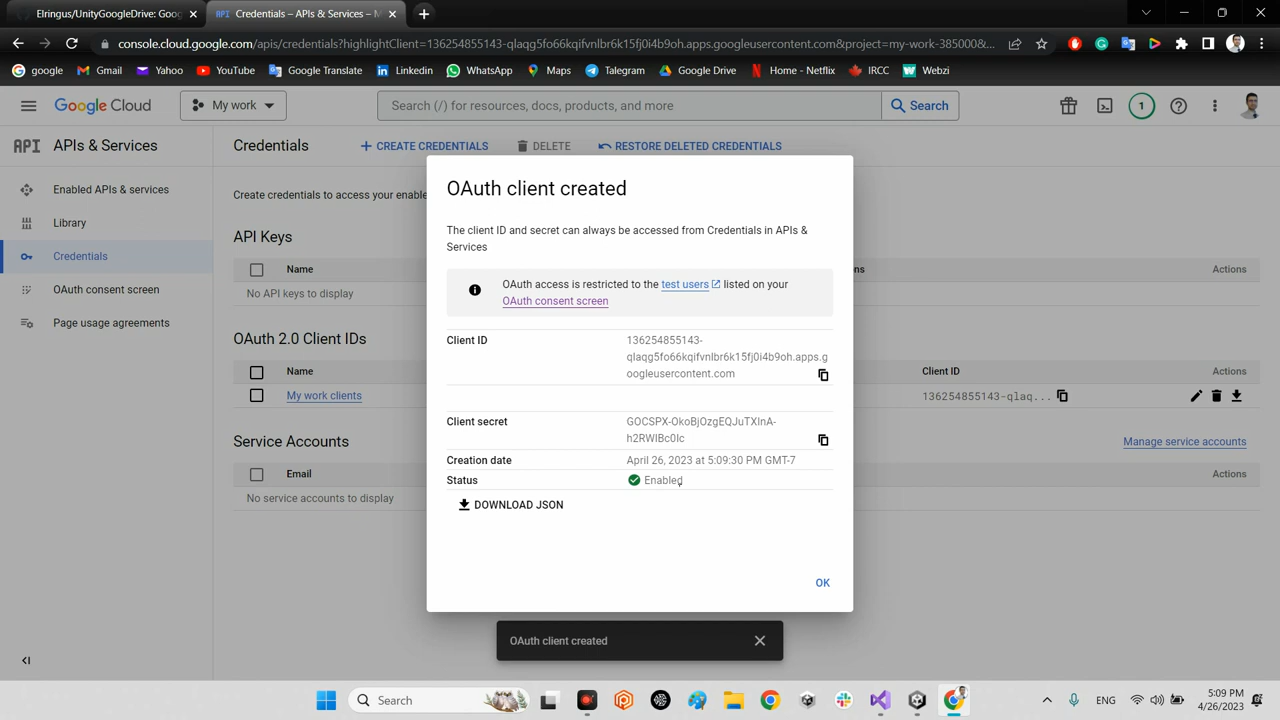 Elringus/UnityGoogleDrive: Goog
Credentials – APIs & Services – M
console.cloud.google.com/apis/credentials?highlightClient=136254855143-qlaqg5fo66kqifvnlbr6k15fj0i4b9oh.apps.googleusercontent.com&project=my-work-385000&...
google Gmail Yahoo YouTube Google Translate Linkedin WhatsApp Maps Telegram Google Drive Home - Netflix IRCC Webzi
Google Cloud My work Search (/) for resources, docs, products, and more Search 1
API APIs & Services
Enabled APIs & services
Library
Credentials
OAuth consent screen
Page usage agreements
Credentials CREATE CREDENTIALS DELETE RESTORE DELETED CREDENTIALS
Create credentials to access your enable
API Keys
Name ns Actions
No API keys to display
OAuth 2.0 Client IDs
Name Client ID Actions
My work clients 136254855143-qlaq...
Service Accounts Manage service accounts
Email Actions
No service accounts to display
OAuth client created
The client ID and secret can always be accessed from Credentials in APIs &
Services
OAuth access is restricted to the test users listed on your
OAuth consent screen
Client ID 136254855143-
qlaqg5fo66kqifvnlbr6k15fj0i4b9oh.apps.g
oogleusercontent.com
Client secret GOCSPX-OkoBjOzgEQJuTXInA-
h2RWIBc0Ic
Creation date April 26, 2023 at 5:09:30 PM GMT-7
Status Enabled
DOWNLOAD JSON
OK
OAuth client created
Search
ENG
5:09 PM
4/26/2023